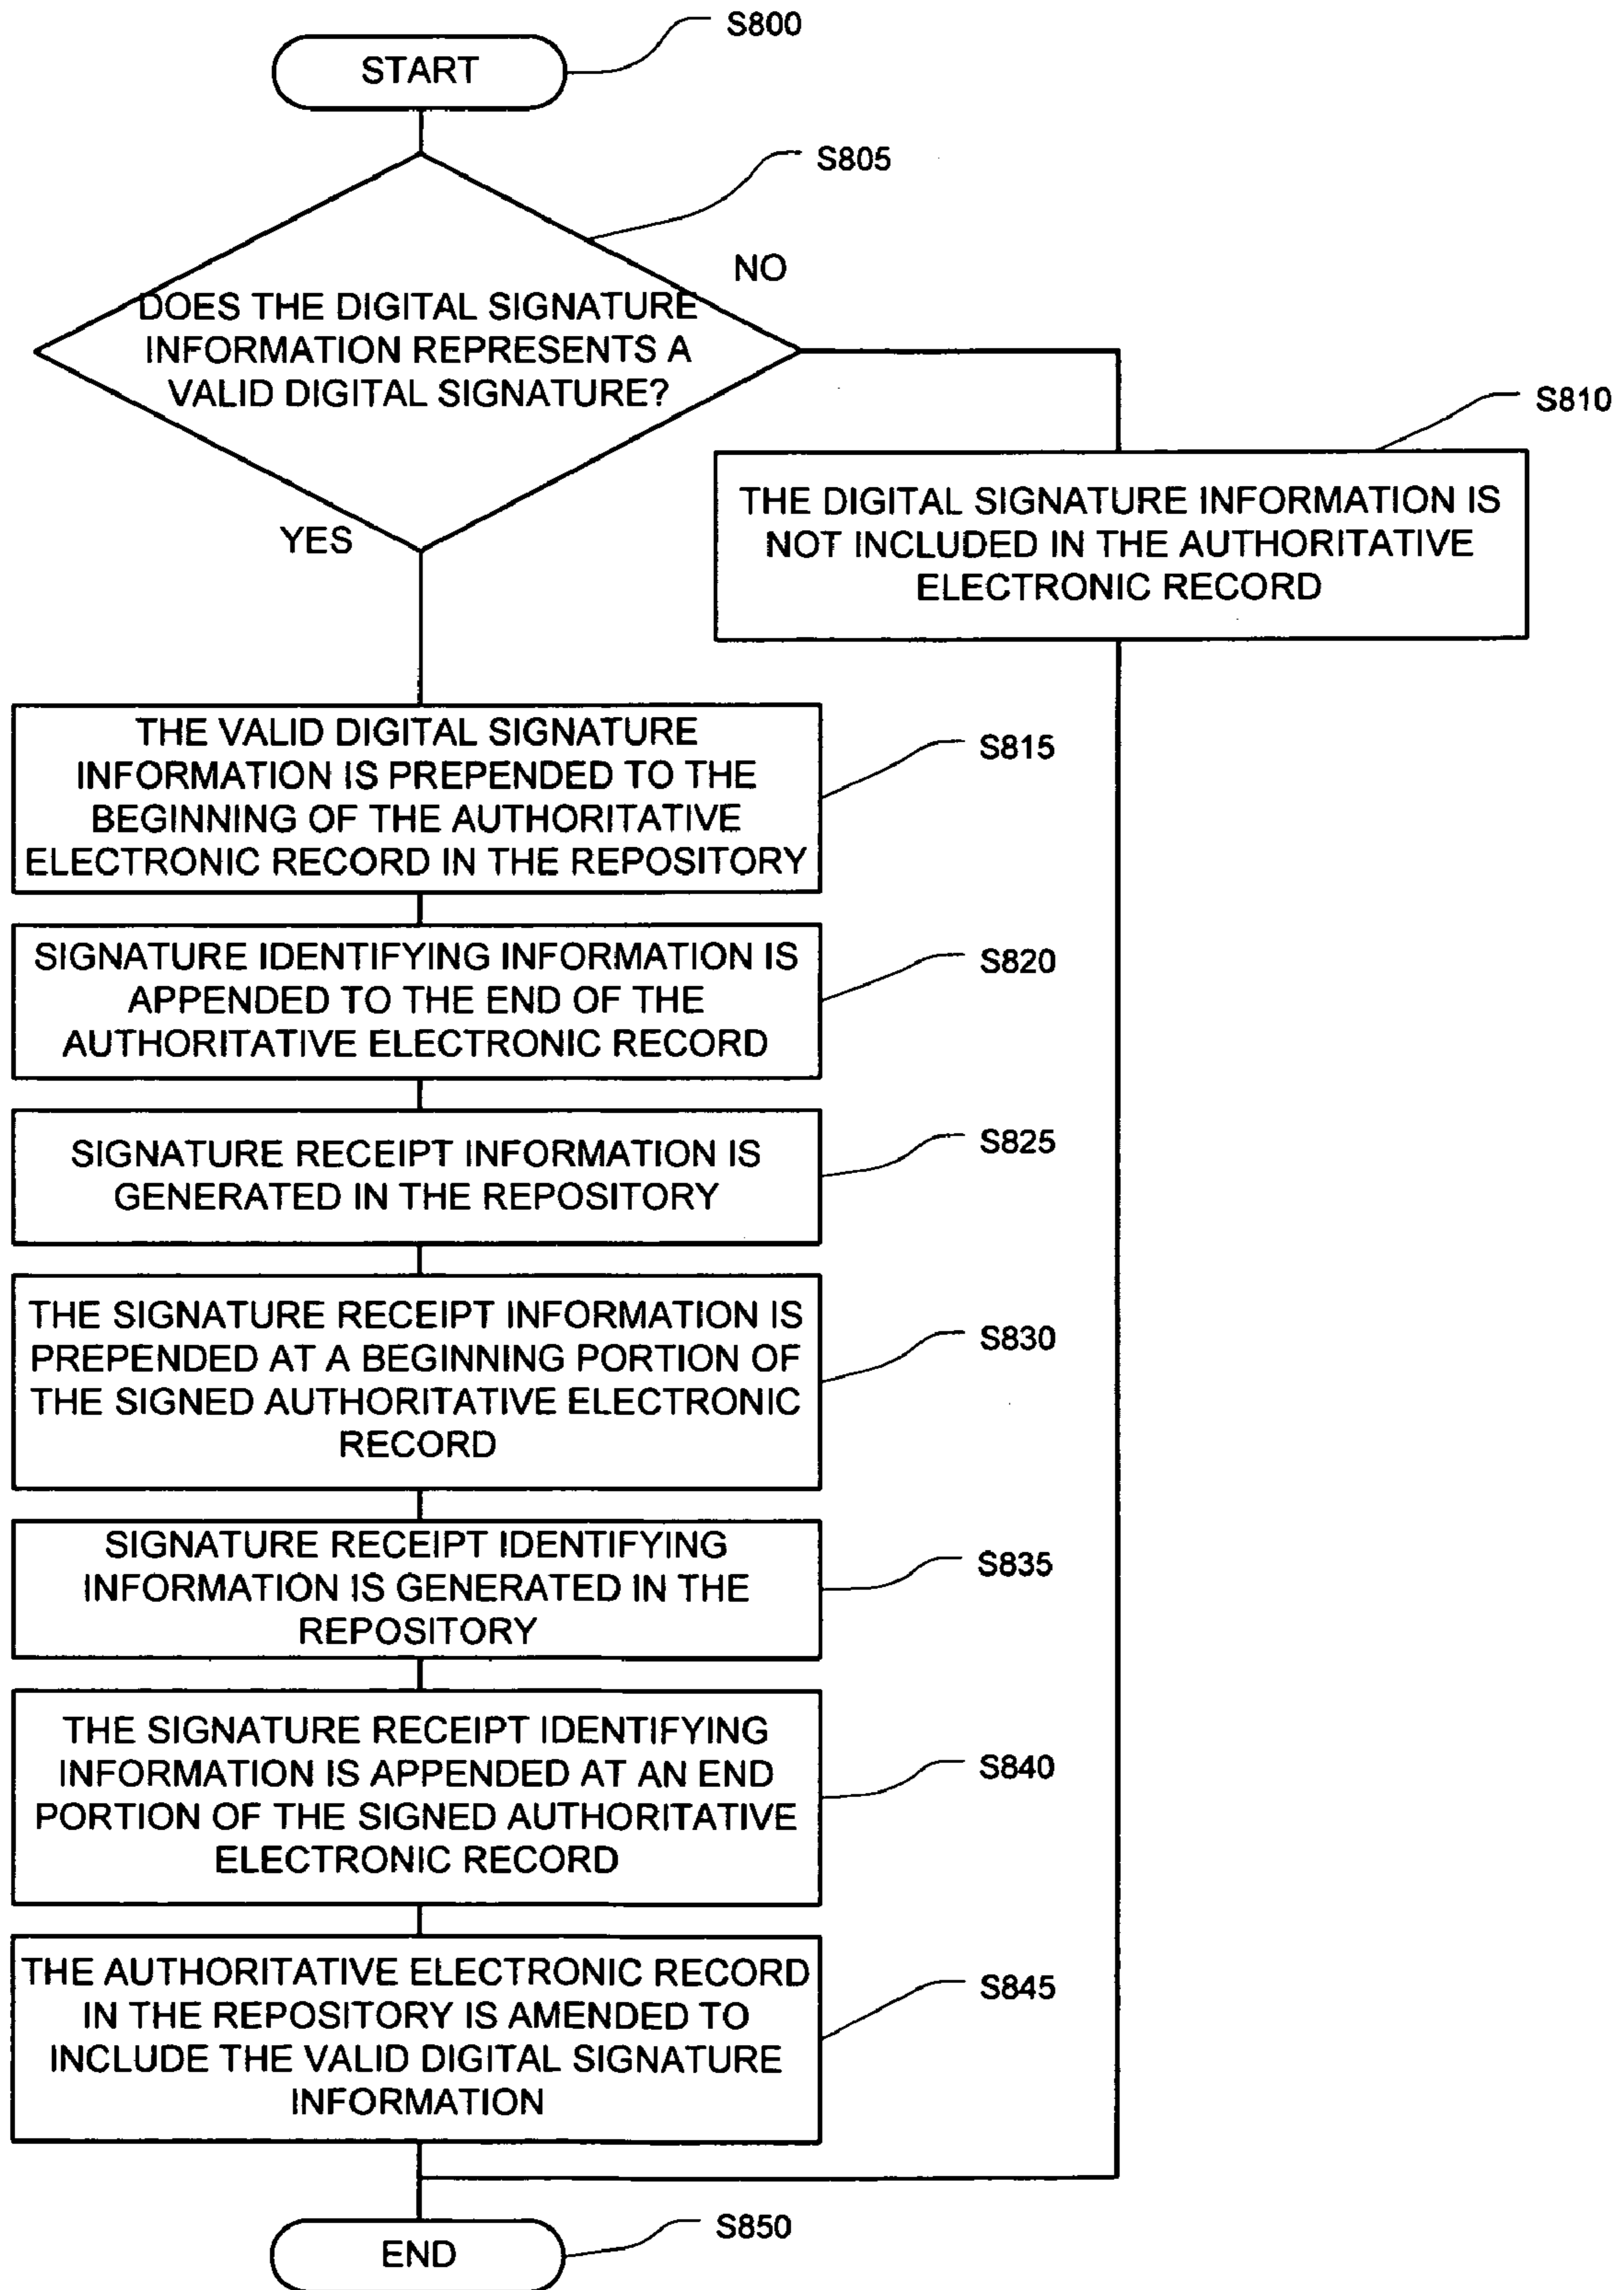 S800
START
S805
NO
DOES THE DIGITAL SIGNATURE
INFORMATION REPRESENTS A
VALID DIGITAL SIGNATURE?
S810
THE DIGITAL SIGNATURE INFORMATION IS
NOT INCLUDED IN THE AUTHORITATIVE
ELECTRONIC RECORD
YES
THE VALID DIGITAL SIGNATURE
INFORMATION IS PREPENDED TO THE
BEGINNING OF THE AUTHORITATIVE
ELECTRONIC RECORD IN THE REPOSITORY
S815
SIGNATURE IDENTIFYING INFORMATION IS
APPENDED TO THE END OF THE
AUTHORITATIVE ELECTRONIC RECORD
S820
SIGNATURE RECEIPT INFORMATION IS
GENERATED IN THE REPOSITORY
S825
THE SIGNATURE RECEIPT INFORMATION IS
PREPENDED AT A BEGINNING PORTION OF
THE SIGNED AUTHORITATIVE ELECTRONIC
RECORD
S830
SIGNATURE RECEIPT IDENTIFYING
INFORMATION IS GENERATED IN THE
REPOSITORY
S835
THE SIGNATURE RECEIPT IDENTIFYING
INFORMATION IS APPENDED AT AN END
PORTION OF THE SIGNED AUTHORITATIVE
ELECTRONIC RECORD
S840
THE AUTHORITATIVE ELECTRONIC RECORD
IN THE REPOSITORY IS AMENDED TO
INCLUDE THE VALID DIGITAL SIGNATURE
INFORMATION
S845
S850
END